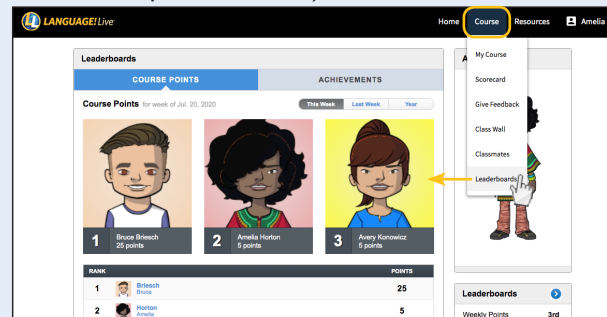 LANGUAGE! Live
Home Course Resources Amelia
My Course
Scorecard
Give Feedback
Class Wall
Classmates
Leaderboards
Leaderboards
COURSE POINTS ACHIEVEMENTS
Course Points for week of Jul. 20, 2020
This Week Last Week Year
1 Bruce Briesch
25 points
2 Amelia Horton
5 points
3 Avery Konowicz
5 points
RANK POINTS
1 Briesch 25
Bruce
2 Horton 5
Amelia
Leaderboards
Weekly Points 3rd